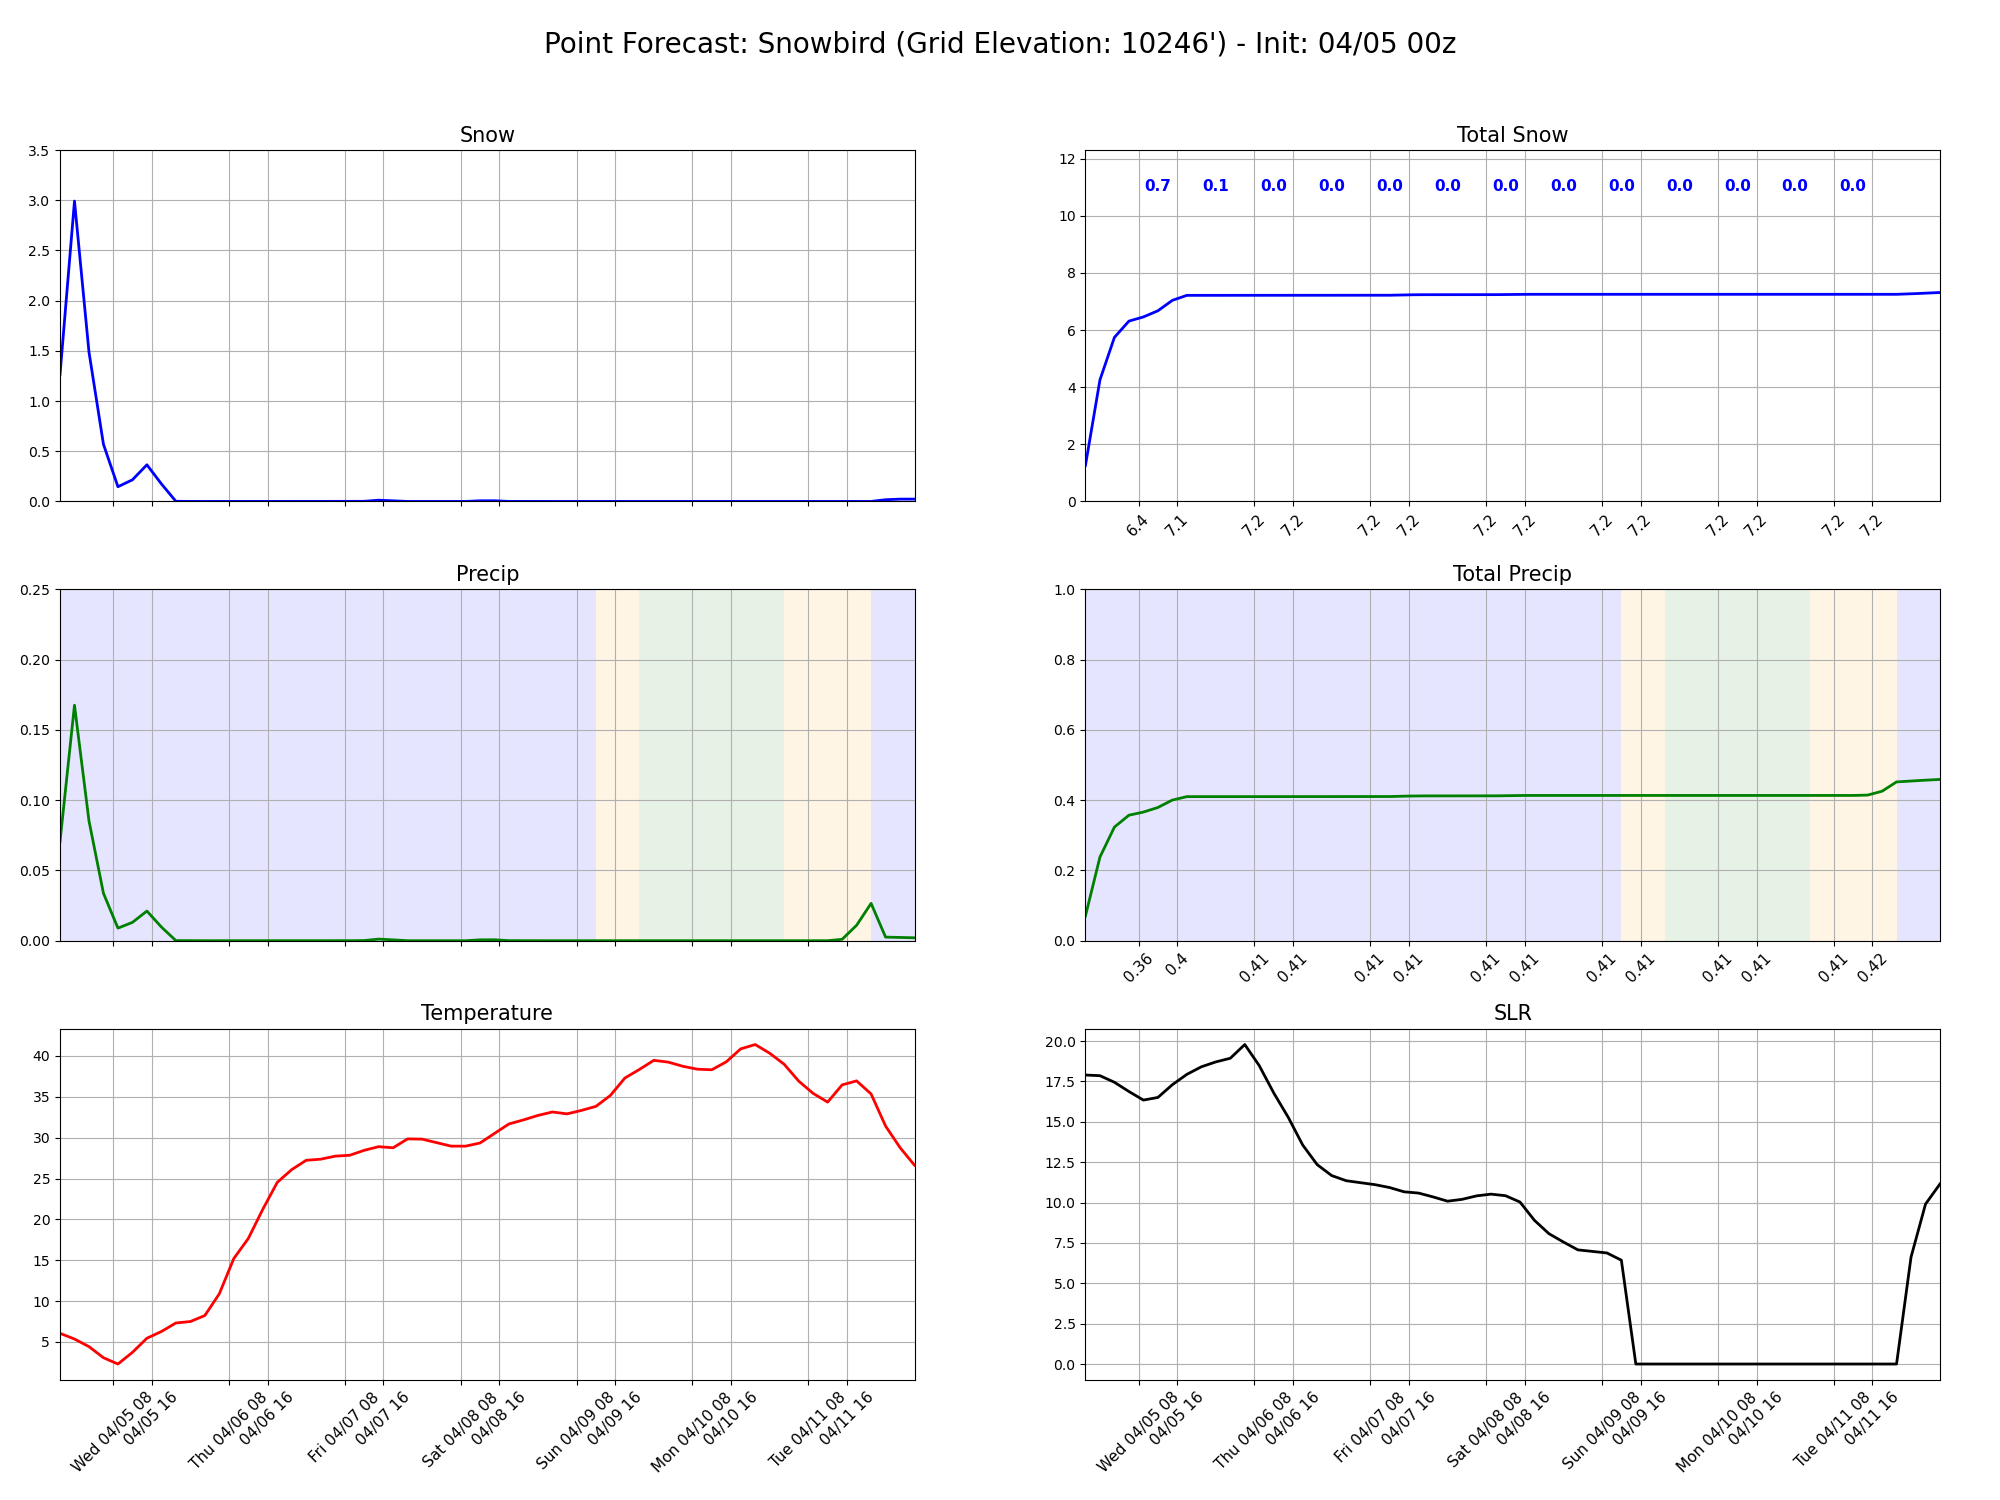 Point Forecast: Snowbird (Grid Elevation: 10246') - Init: 04/05 00z
Snow
3.5
3.0
2.5
2.0
1.5
1.0
0.5
0.0
Total Snow
12
10
8
6
4
2
0
0.7 0.1 0.0 0.0 0.0 0.0 0.0 0.0 0.0 0.0 0.0 0.0 0.0
6.4 7.1 7.2 7.2 7.2 7.2 7.2 7.2 7.2 7.2 7.2 7.2 7.2 7.2
Precip
0.25
0.20
0.15
0.10
0.05
0.00
Total Precip
1.0
0.8
0.6
0.4
0.2
0.0
0.36 0.4 0.41 0.41 0.41 0.41 0.41 0.41 0.41 0.41 0.41 0.41 0.41 0.42
Temperature
40
35
30
25
20
15
10
5
Wed 04/05 08
04/05 16
Thu 04/06 08
04/06 16
Fri 04/07 08
04/07 16
Sat 04/08 08
04/08 16
Sun 04/09 08
04/09 16
Mon 04/10 08
04/10 16
Tue 04/11 08
04/11 16
SLR
20.0
17.5
15.0
12.5
10.0
7.5
5.0
2.5
0.0
Wed 04/05 08
04/05 16
Thu 04/06 08
04/06 16
Fri 04/07 08
04/07 16
Sat 04/08 08
04/08 16
Sun 04/09 08
04/09 16
Mon 04/10 08
04/10 16
Tue 04/11 08
04/11 16